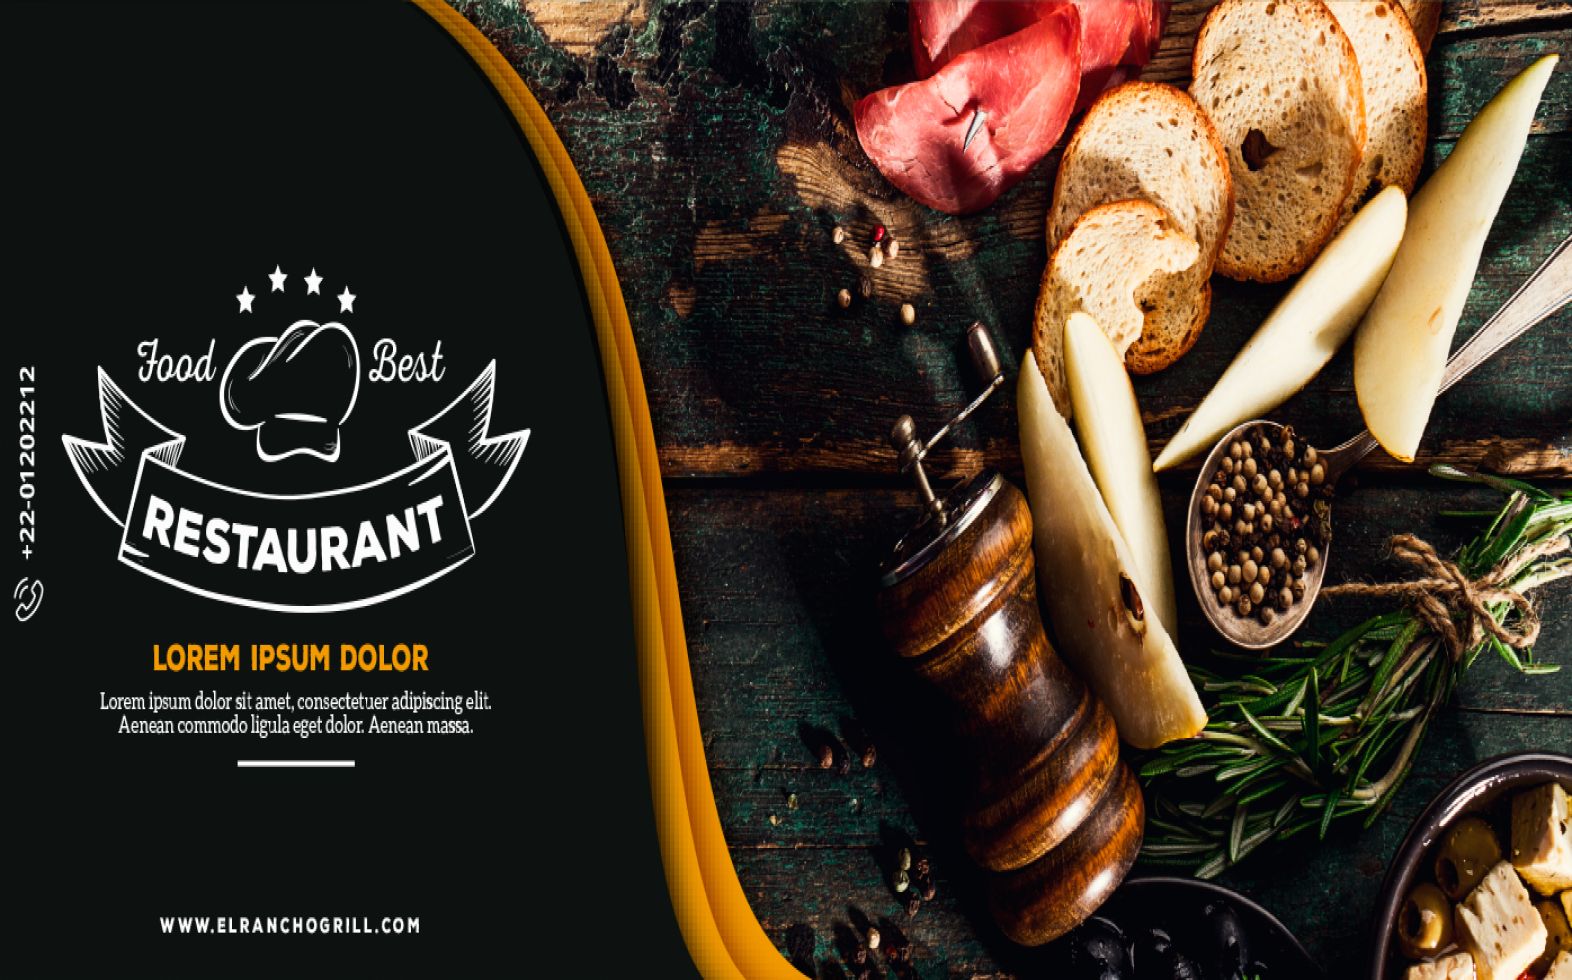 Food Best
RESTAURANT
LOREM IPSUM DOLOR
Lorem ipsum dolor sit amet, consectetuer adipiscing elit.
Aenean commodo ligula eget dolor. Aenean massa.
WWW.ELRANCHOGRILL.COM
+22-01202212